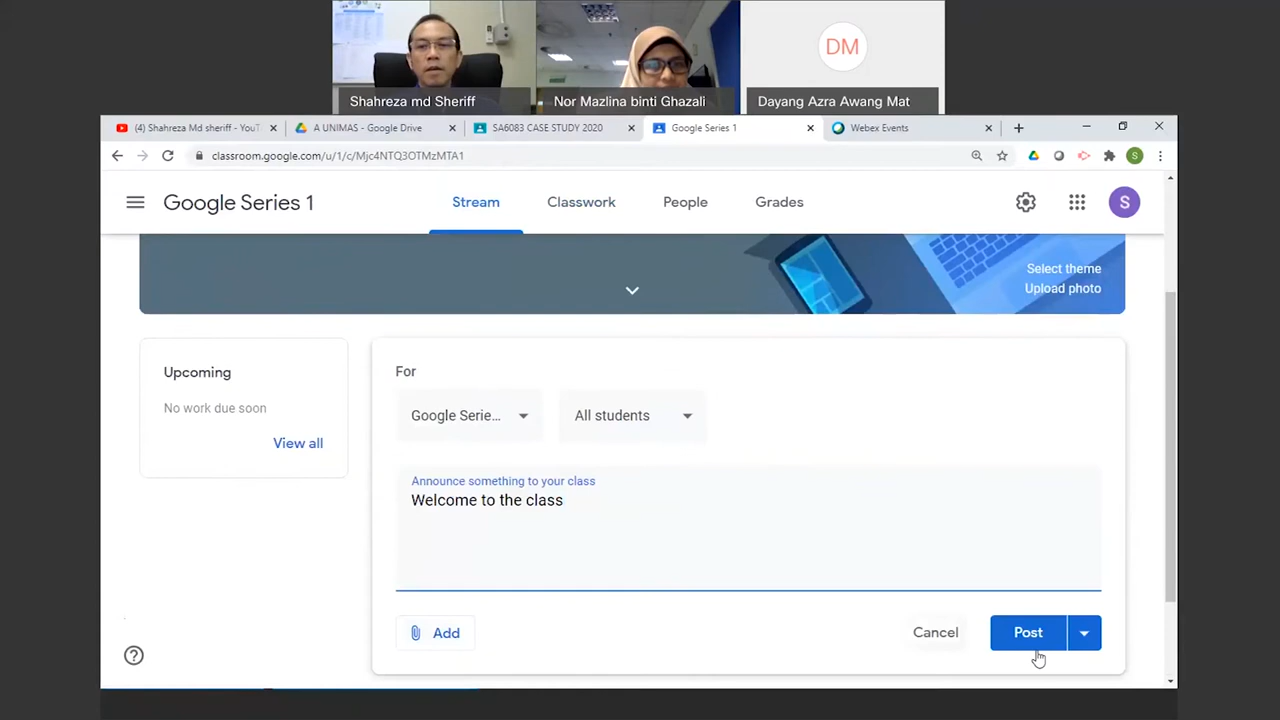 DM
Shahreza md Sheriff
Nor Mazlina binti Ghazali
Dayang Azra Awang Mat
(4) Shahreza Md sheriff - YouT
A UNIMAS - Google Drive
SA6083 CASE STUDY 2020
Google Series 1
Webex Events
classroom.google.com/u/1/c/Mjc4NTQ3OTMzMTA1
S
Google Series 1
Stream
Classwork
People
Grades
S
Select theme
Upload photo
Upcoming
No work due soon
View all
For
Google Serie...
All students
Announce something to your class
Welcome to the class
Add
Cancel
Post